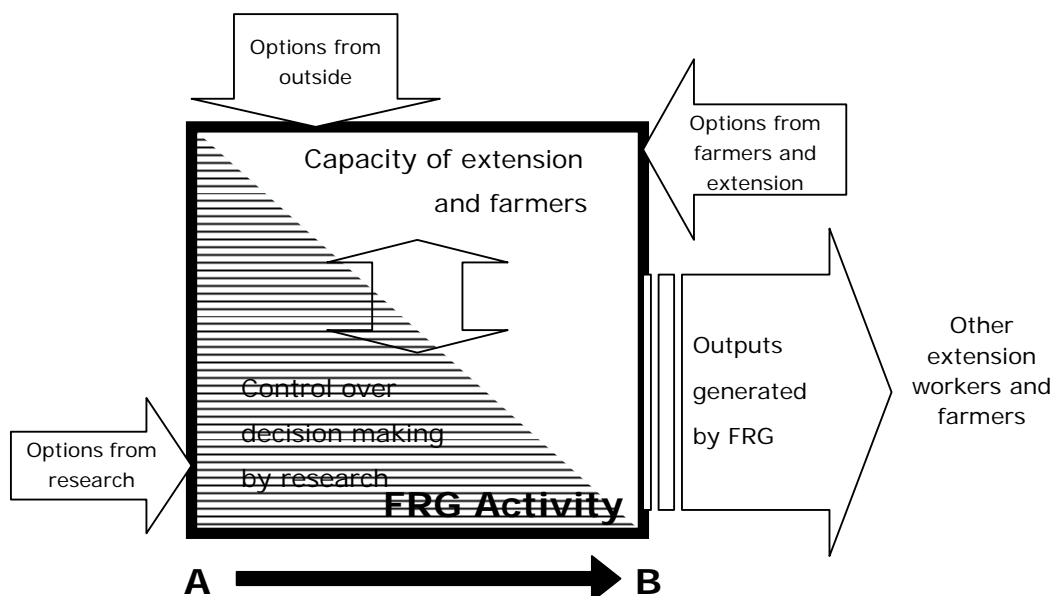 Options from
outside
Options from
farmers and
extension
Capacity of extension
and farmers
Control over
decision making
by research
FRG Activity
Options from
research
Outputs
generated
by FRG
Other
extension
workers and
farmers
A
B